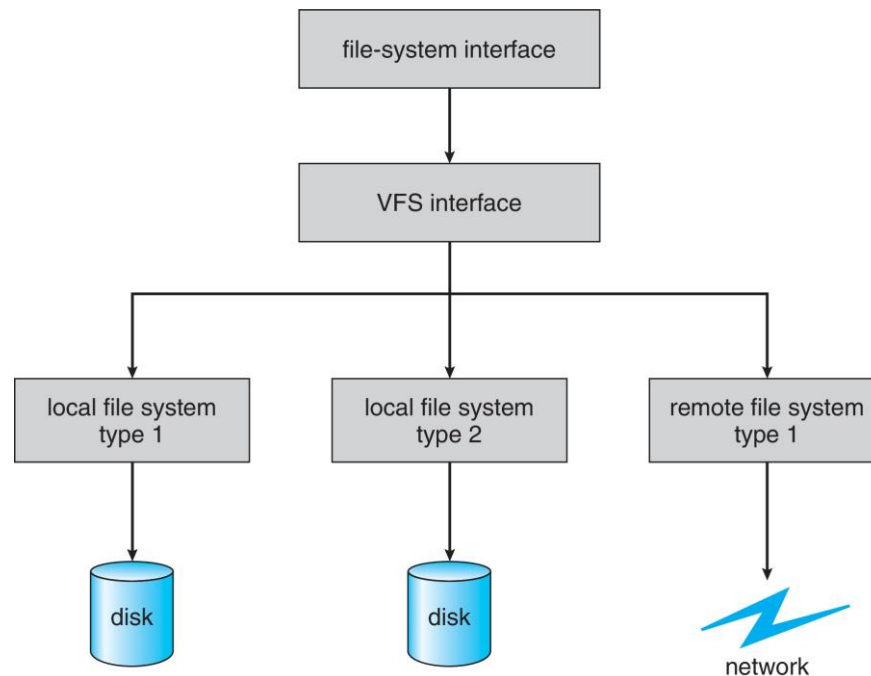 file-system interface
VFS interface
local file system
type 1
local file system
type 2
remote file system
type 1
disk
disk
network